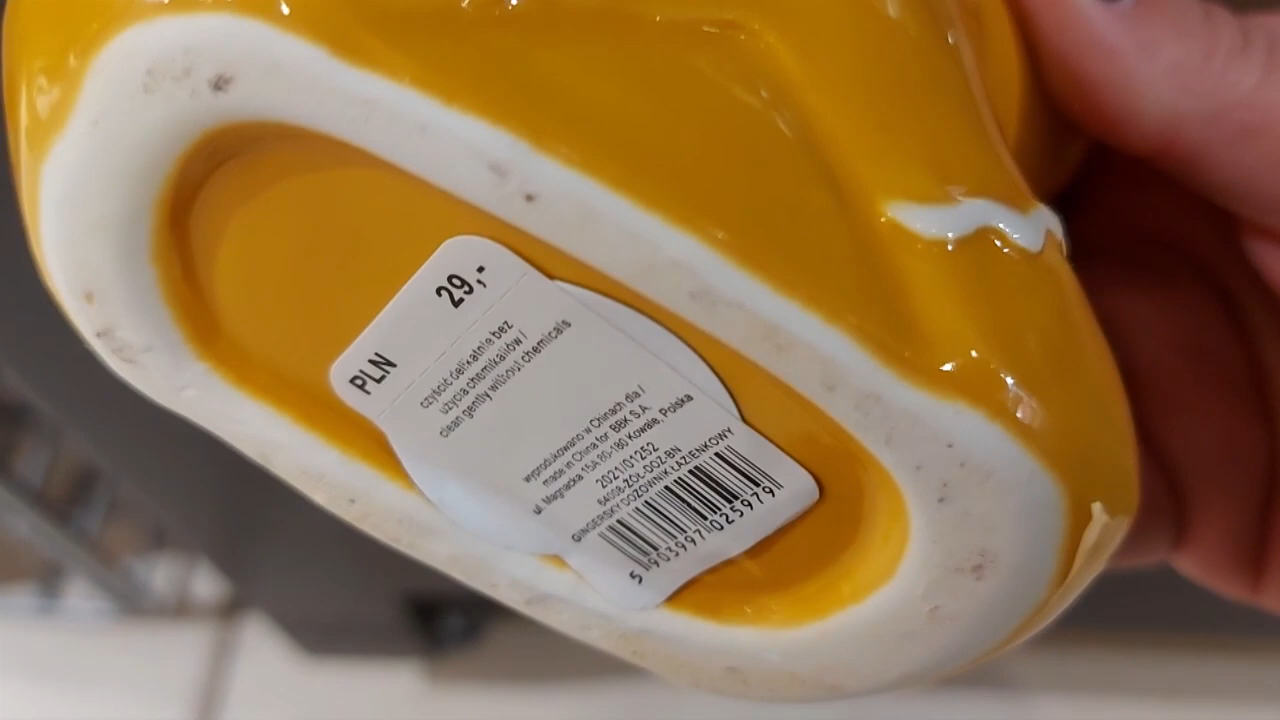 PLN 29,-
czyścić delikatnie bez
użycia chemikaliów /
clean gently without chemicals
wyprodukowano w Chinach dla /
made in China for: BBK S.A.
ul. Magnacka 15A 80-180 Kowale, Polska
2021/01252
64008-ŻÓŁ-DOZ-BN
GINGERSKY DOZOWNIK ŁAZIENKOWY
5 903997 025979